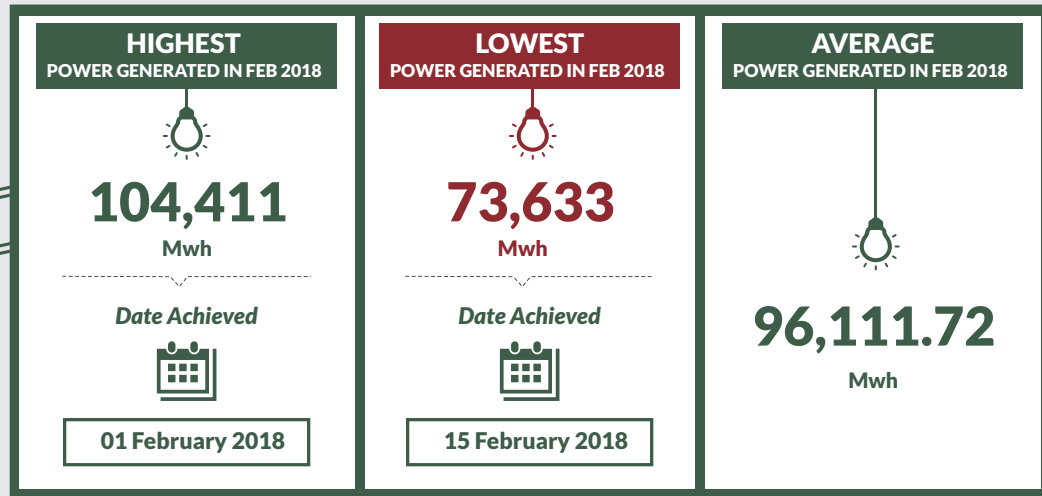 HIGHEST
POWER GENERATED IN FEB 2018
104,411
Mwh
Date Achieved
01 February 2018
LOWEST
POWER GENERATED IN FEB 2018
73,633
Mwh
Date Achieved
15 February 2018
AVERAGE
POWER GENERATED IN FEB 2018
96,111.72
Mwh